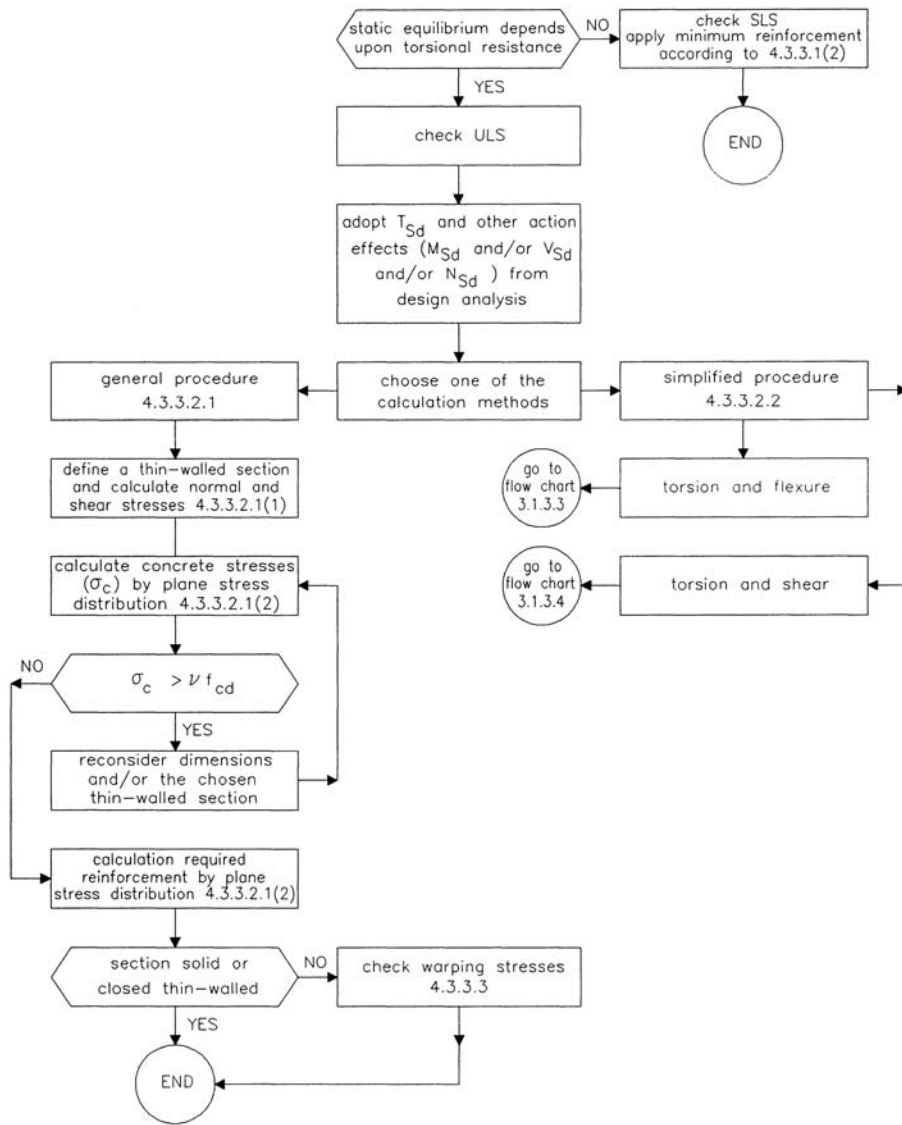 static equilibrium depends
upon torsional resistance
NO
check SLS
apply minimum reinforcement
according to 4.3.3.1(2)
YES
END
check ULS
adopt T_Sd and other action
effects (M_Sd and/or V_Sd
and/or N_Sd ) from
design analysis
choose one of the
calculation methods
general procedure
4.3.3.2.1
simplified procedure
4.3.3.2.2
define a thin-walled section
and calculate normal and
shear stresses 4.3.3.2.1(1)
go to
flow chart
3.1.3.3
torsion and flexure
calculate concrete stresses
(σ_c) by plane stress
distribution 4.3.3.2.1(2)
go to
flow chart
3.1.3.4
torsion and shear
NO
σ_c > ν f_cd
YES
reconsider dimensions
and/or the chosen
thin-walled section
calculation required
reinforcement by plane
stress distribution 4.3.3.2.1(2)
section solid or
closed thin-walled
NO
check warping stresses
4.3.3.3
YES
END